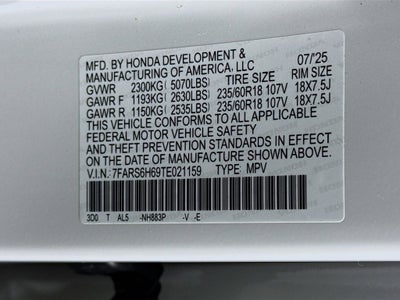 MFD. BY HONDA DEVELOPMENT & 07/'25
MANUFACTURING OF AMERICA, LLC
GVWR 2300KG (5070LBS) TIRE SIZE RIM SIZE
GAWR F 1193KG (2630LBS) 235/60R18 107V 18X7.5J
GAWR R 1150KG (2535LBS) 235/60R18 107V 18X7.5J
THIS VEHICLE CONFORMS TO ALL APPLICABLE
FEDERAL MOTOR VEHICLE SAFETY
STANDARDS IN EFFECT ON THE
DATE OF MANUFACTURE SHOWN ABOVE.
V.I.N.: 7FARS6H69TE021159 TYPE: MPV
3D0 T AL5 -NH883P -V -E